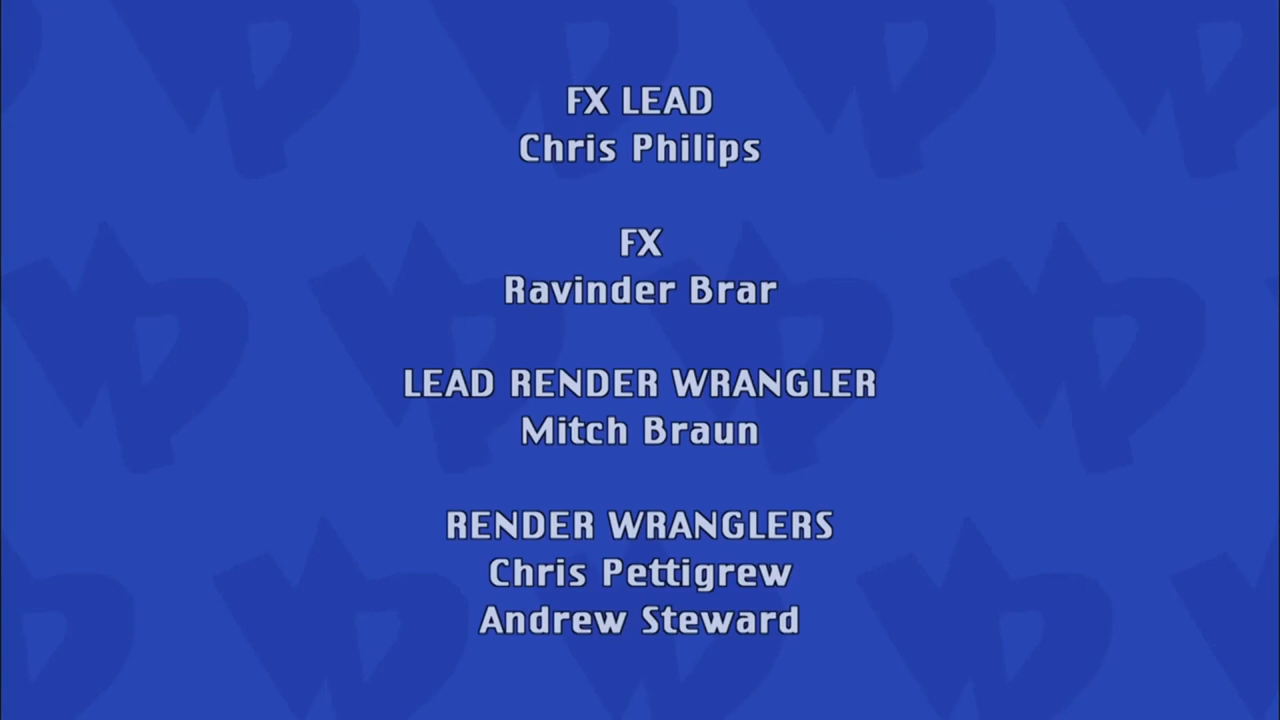 FX LEAD
Chris Philips
FX
Ravinder Brar
LEAD RENDER WRANGLER
Mitch Braun
RENDER WRANGLERS
Chris Pettigrew
Andrew Steward